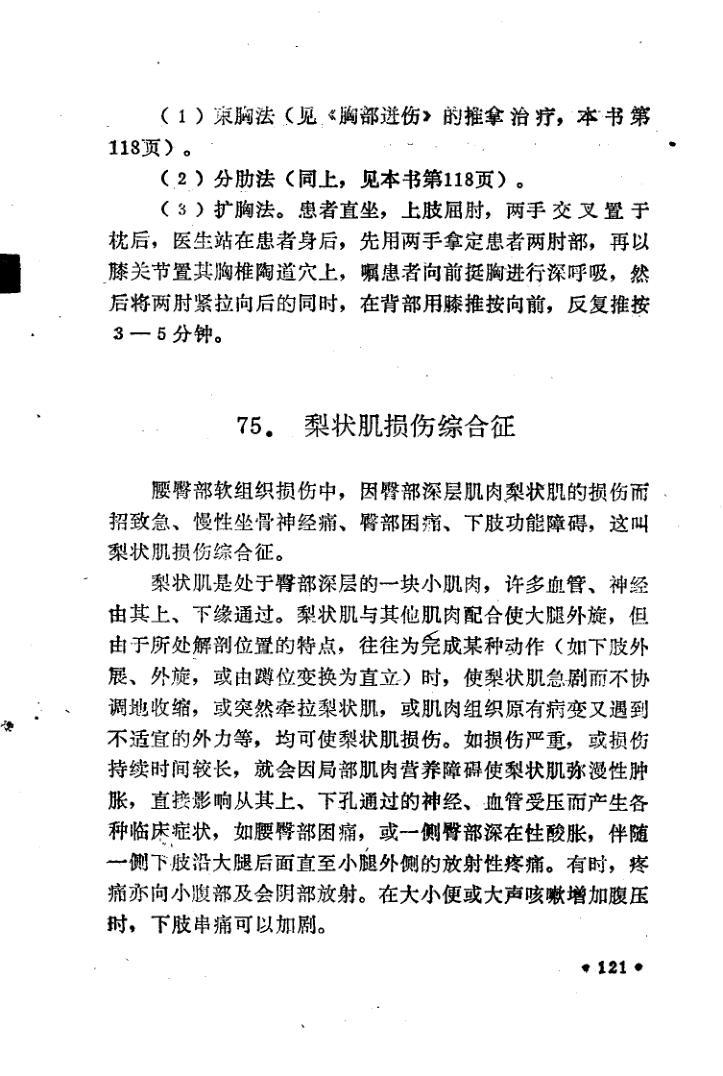 （1）束胸法（见《胸部迸伤》的推拿治疗，本书第
118页）。
（2）分肋法（同上，见本书第118页）。
（3）扩胸法。患者直坐，上肢屈肘，两手交叉置于
枕后，医生站在患者身后，先用两手拿定患者两肘部，再以
膝关节置其胸椎陶道穴上，嘱患者向前挺胸进行深呼吸，然
后将两肘紧拉向后的同时，在背部用膝推按向前，反复推按
3—5分钟。
75．梨状肌损伤综合征
腰臀部软组织损伤中，因臀部深层肌肉梨状肌的损伤而
招致急、慢性坐骨神经痛、臀部困痛、下肢功能障碍，这叫
梨状肌损伤综合征。
梨状肌是处于臀部深层的一块小肌肉，许多血管、神经
由其上、下缘通过。梨状肌与其他肌肉配合使大腿外旋，但
由于所处解剖位置的特点，往往为完成某种动作（如下肢外
展、外旋，或由蹲位变换为直立）时，使梨状肌急剧而不协
调地收缩，或突然牵拉梨状肌，或肌肉组织原有病变又遇到
不适宜的外力等，均可使梨状肌损伤。如损伤严重，或损伤
持续时间较长，就会因局部肌肉营养障碍使梨状肌弥漫性肿
胀，直接影响从其上、下孔通过的神经、血管受压而产生各
种临床症状，如腰臀部困痛，或一侧臀部深在性酸胀，伴随
一侧下肢沿大腿后面直至小腿外侧的放射性疼痛。有时，疼
痛亦向小腹部及会阴部放射。在大小便或大声咳嗽增加腹压
时，下肢串痛可以加剧。
•121•